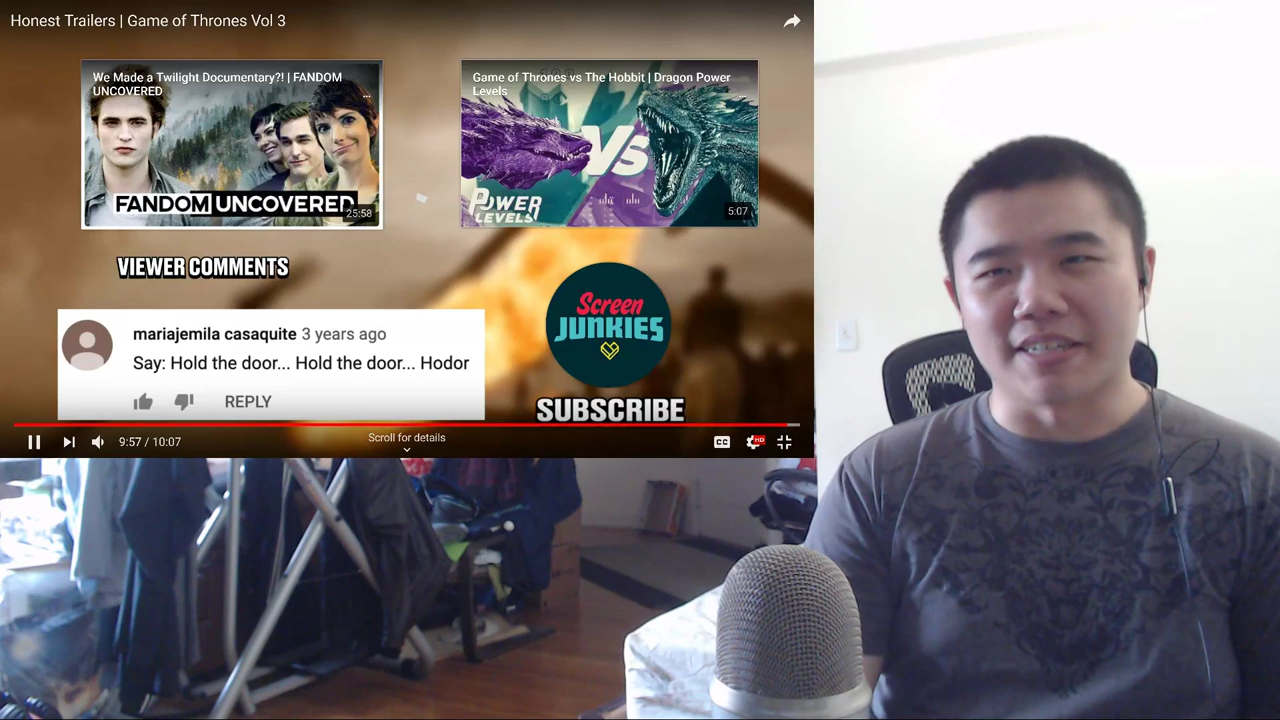 Honest Trailers | Game of Thrones Vol 3
We Made a Twilight Documentary?! | FANDOM
UNCOVERED
FANDOM UNCOVERED
25:58
Game of Thrones vs The Hobbit | Dragon Power
Levels
VS
POWER
LEVELS
5:07
VIEWER COMMENTS
mariajemila casaquite 3 years ago
Say: Hold the door... Hold the door... Hodor
REPLY
Screen
JUNKIES
SUBSCRIBE
9:57 / 10:07
Scroll for details
CC
HD